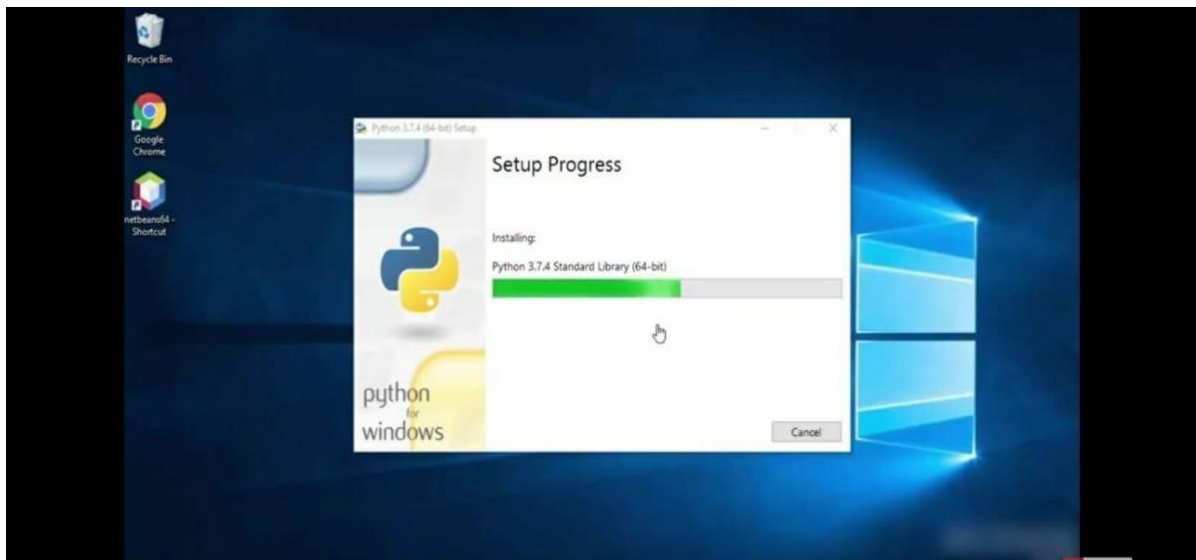 Recycle Bin
Google
Chrome
netbeans64 -
Shortcut
Python 3.7.4 (64-bit) Setup
Setup Progress
Installing:
Python 3.7.4 Standard Library (64-bit)
python
for
windows
Cancel